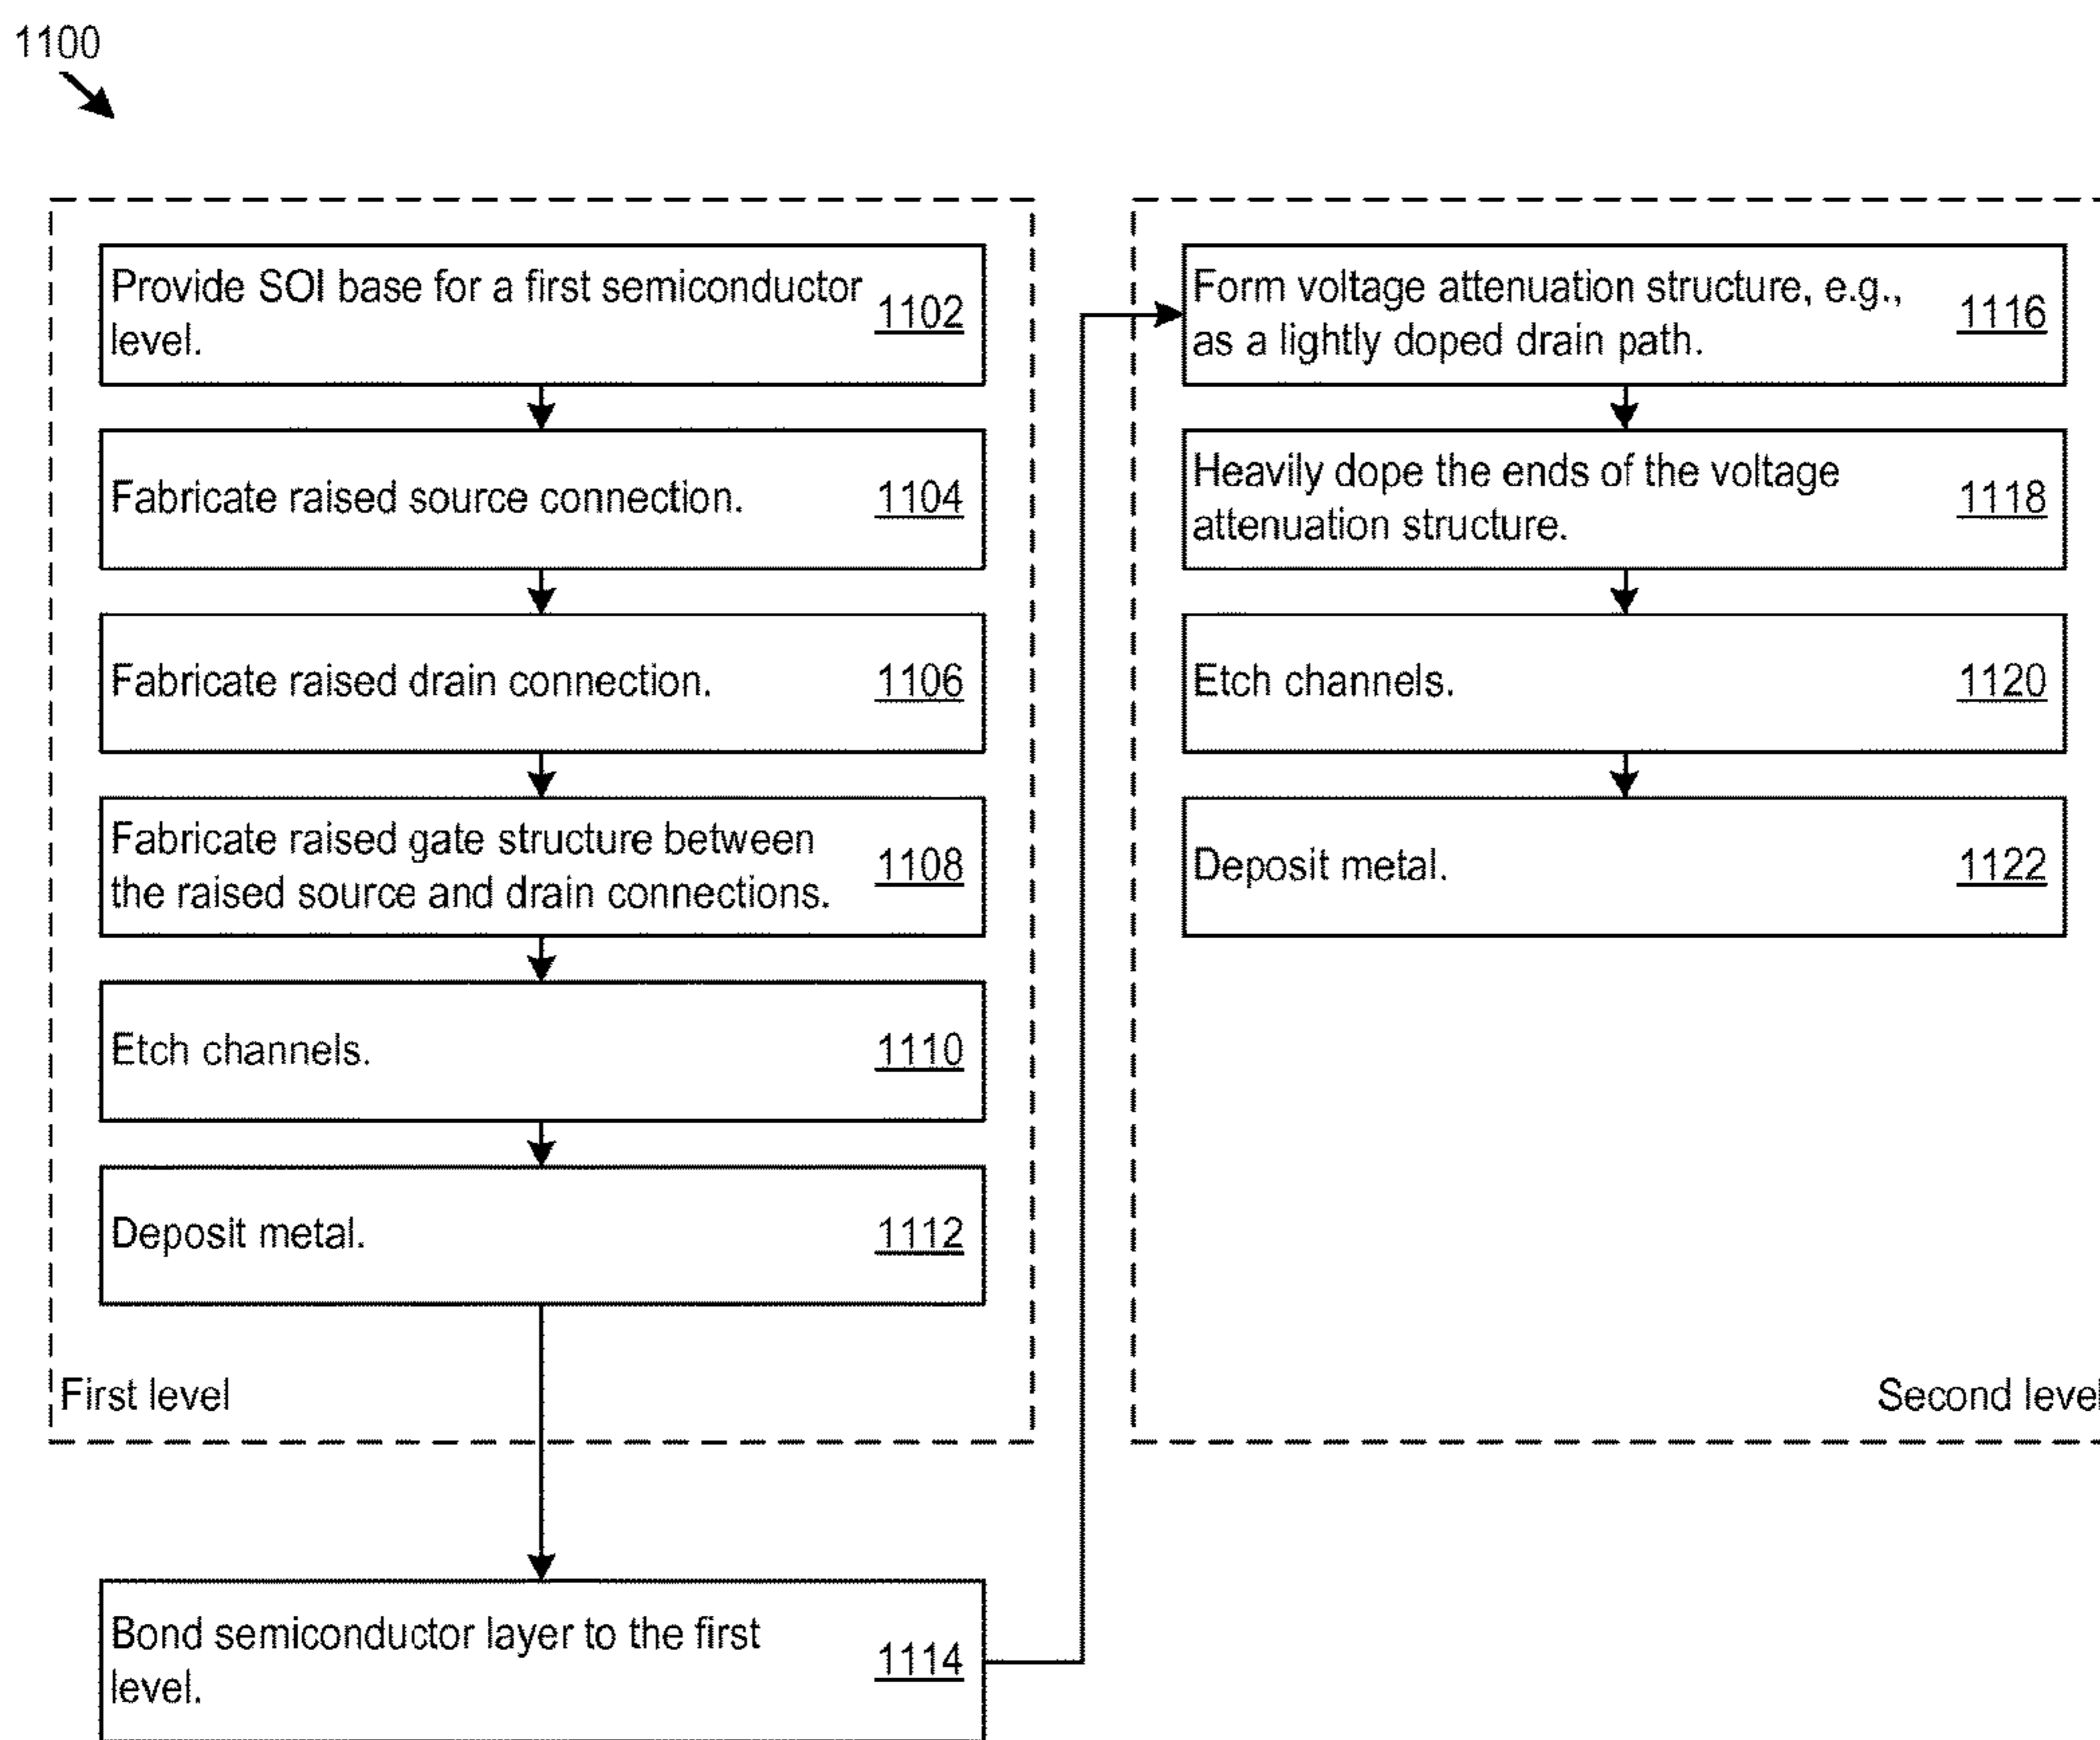 1100
Provide SOI base for a first semiconductor
level.
1102
Fabricate raised source connection.
1104
Fabricate raised drain connection.
1106
Fabricate raised gate structure between
the raised source and drain connections.
1108
Etch channels.
1110
Deposit metal.
1112
First level
Bond semiconductor layer to the first
level.
1114
Form voltage attenuation structure, e.g.,
as a lightly doped drain path.
1116
Heavily dope the ends of the voltage
attenuation structure.
1118
Etch channels.
1120
Deposit metal.
1122
Second level